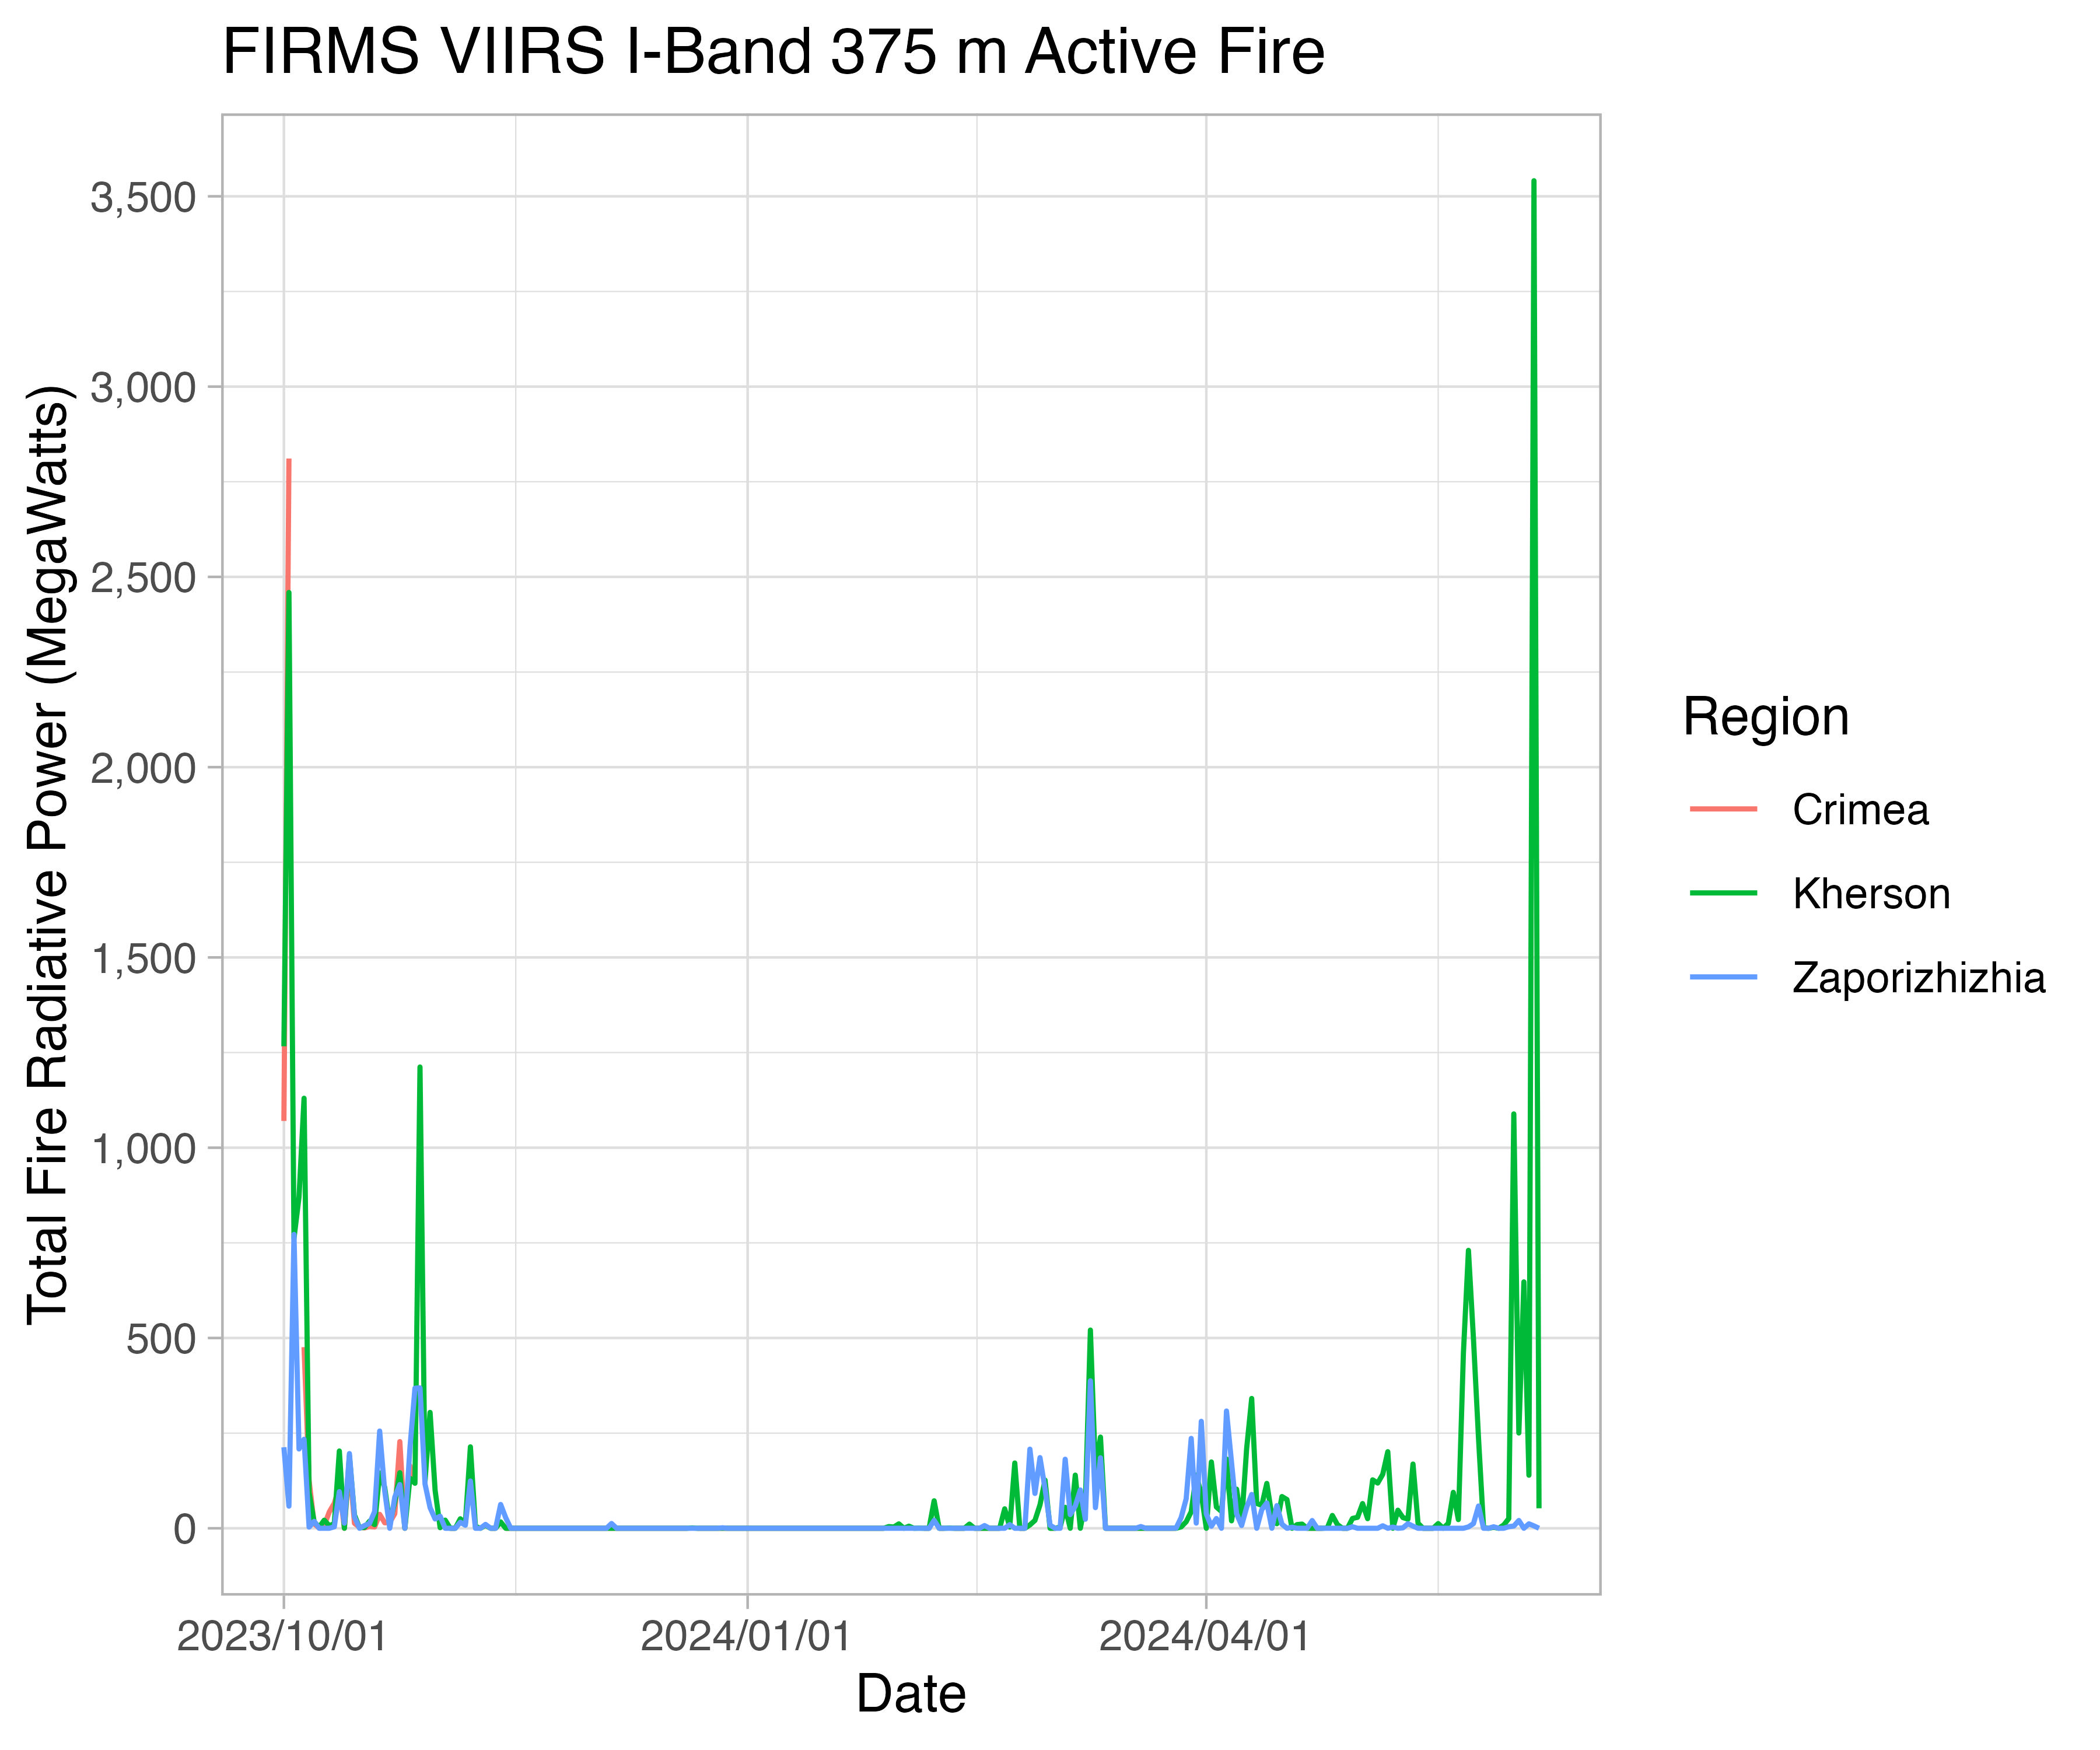 FIRMS VIIRS I-Band 375 m Active Fire
Total Fire Radiative Power (MegaWatts)
3,500
3,000
2,500
2,000
1,500
1,000
500
0
2023/10/01
2024/01/01
2024/04/01
Date
Region
Crimea
Kherson
Zaporizhizhia